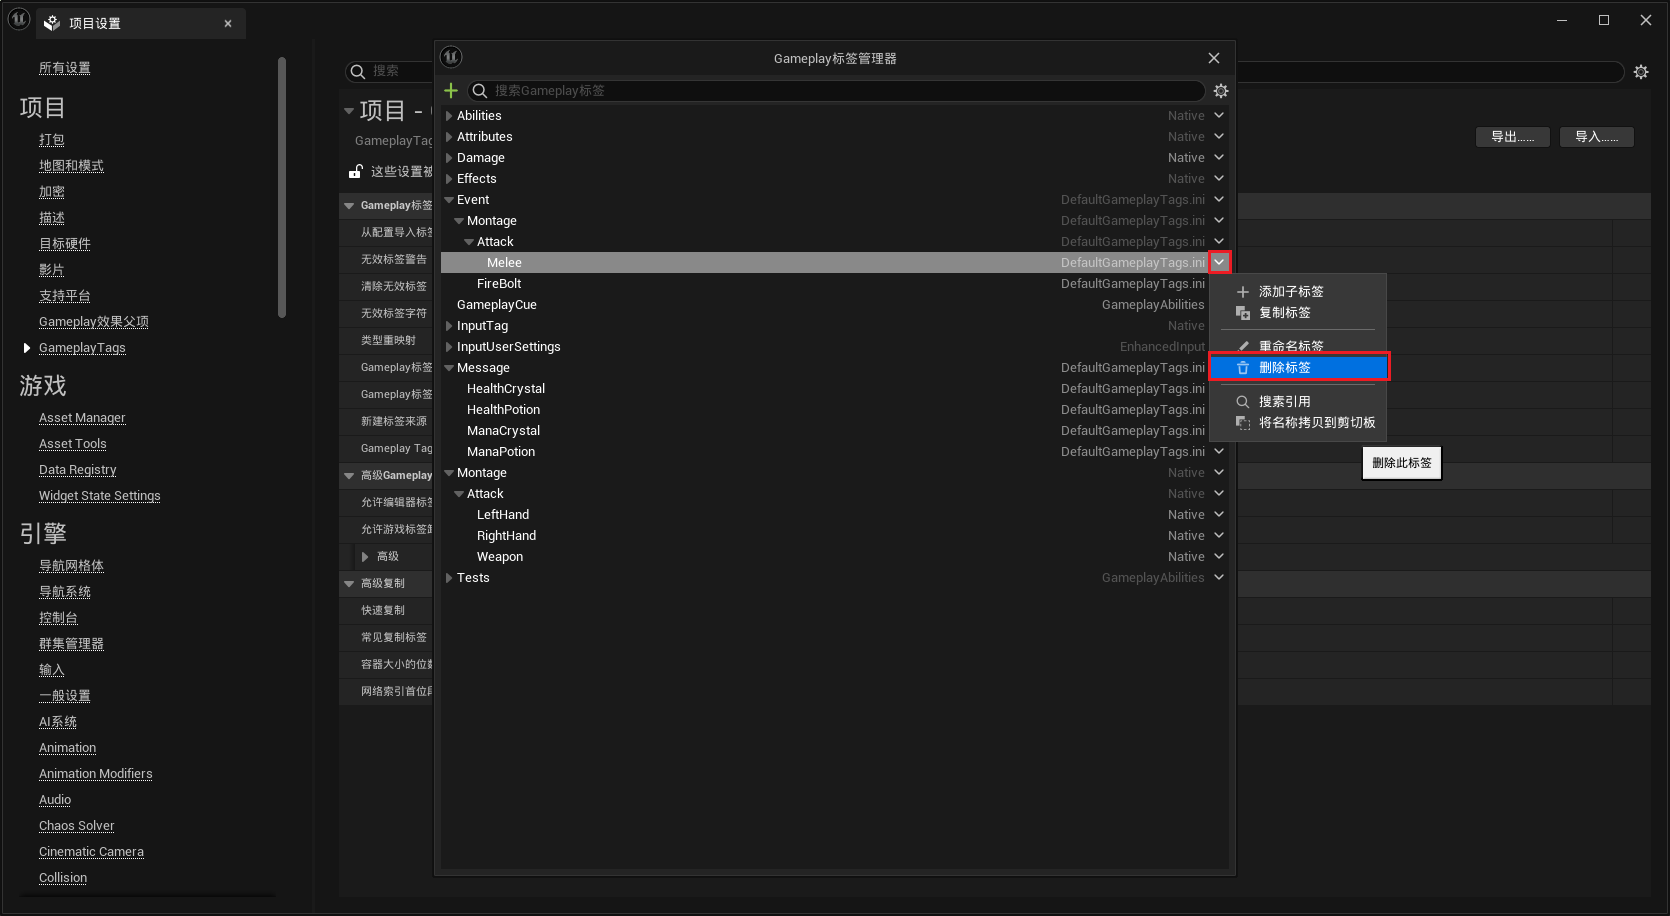 项目设置
所有设置
项目
打包
地图和模式
加密
描述
目标硬件
影片
支持平台
Gameplay效果父项
GameplayTags
游戏
Asset Manager
Asset Tools
Data Registry
Widget State Settings
引擎
导航网格体
导航系统
控制台
群集管理器
输入
一般设置
AI系统
Animation
Animation Modifiers
Audio
Chaos Solver
Cinematic Camera
Collision
搜索
项目 -
GameplayTag
这些设置被
导出......
导入......
Gameplay标签
从配置导入标签
无效标签警告
清除无效标签
无效标签字符
类型重映射
Gameplay标签
Gameplay标签
新建标签来源
Gameplay Tag
高级Gameplay
允许编辑器标签
允许游戏标签
高级
高级复制
快速复制
常见复制标签
容器大小的位数
网络索引首位
Gameplay标签管理器
搜索Gameplay标签
Abilities Native
Attributes Native
Damage Native
Effects Native
Event DefaultGameplayTags.ini
Montage DefaultGameplayTags.ini
Attack DefaultGameplayTags.ini
Melee DefaultGameplayTags.ini
FireBolt DefaultGameplayTags.ini
GameplayCue GameplayAbilities
InputTag Native
InputUserSettings EnhancedInput
Message DefaultGameplayTags.ini
HealthCrystal DefaultGameplayTags.ini
HealthPotion DefaultGameplayTags.ini
ManaCrystal DefaultGameplayTags.ini
ManaPotion DefaultGameplayTags.ini
Montage Native
Attack Native
LeftHand Native
RightHand Native
Weapon Native
Tests GameplayAbilities
添加子标签
复制标签
重命名标签
删除标签
搜素引用
将名称拷贝到剪切板
删除此标签